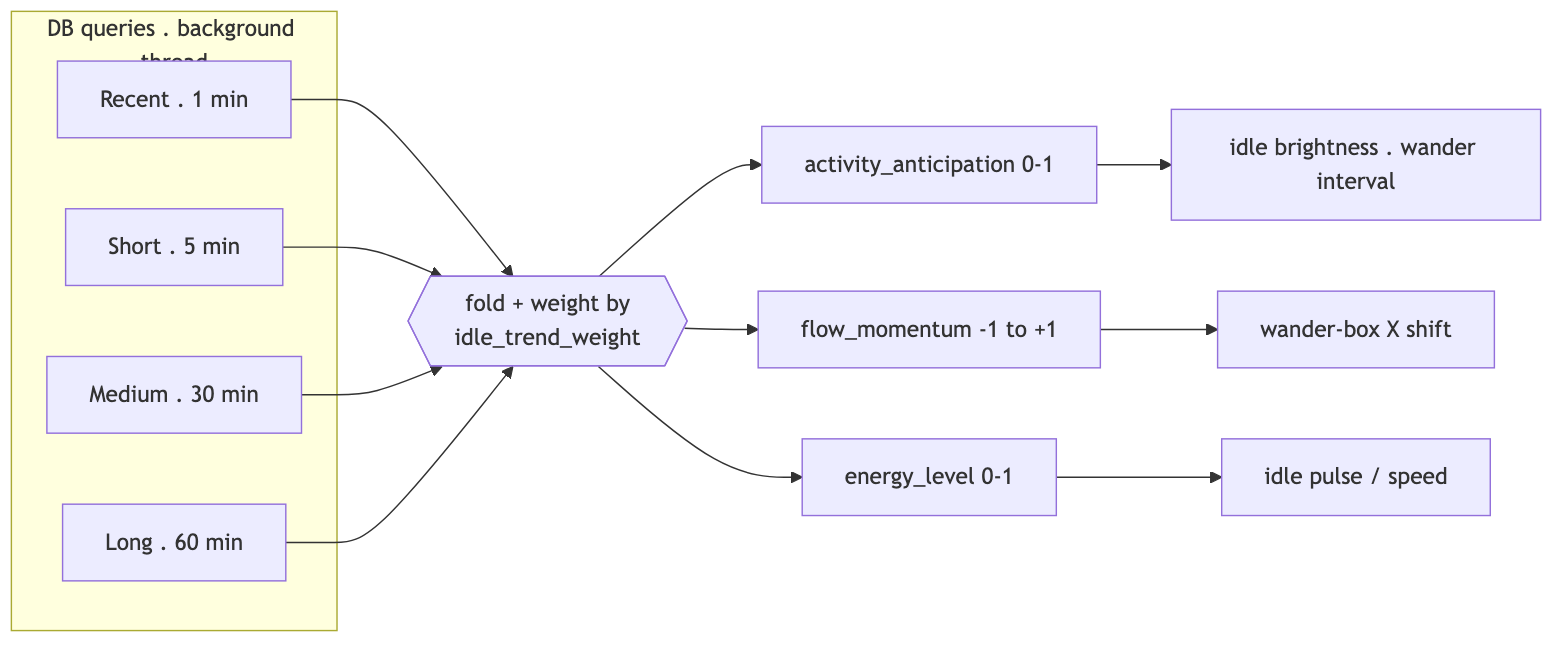 DB queries . background
thread
Recent . 1 min
Short . 5 min
Medium . 30 min
Long . 60 min
fold + weight by
idle_trend_weight
activity_anticipation 0-1
flow_momentum -1 to +1
energy_level 0-1
idle brightness . wander
interval
wander-box X shift
idle pulse / speed